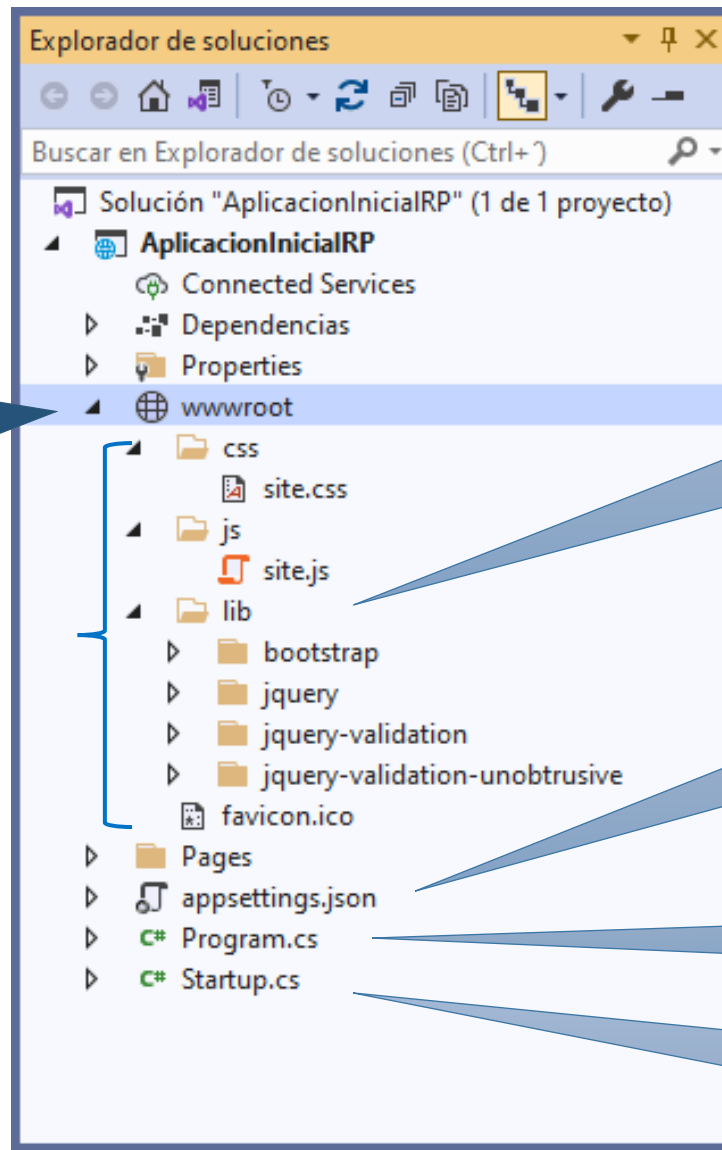 Explorador de soluciones
Buscar en Explorador de soluciones (Ctrl+´)
Solución "AplicacionInicialRP" (1 de 1 proyecto)
AplicacionInicialRP
Connected Services
Dependencias
Properties
wwwroot
css
site.css
js
site.js
lib
bootstrap
jquery
jquery-validation
jquery-validation-unobtrusive
favicon.ico
Pages
appsettings.json
C# Program.cs
C# Startup.cs